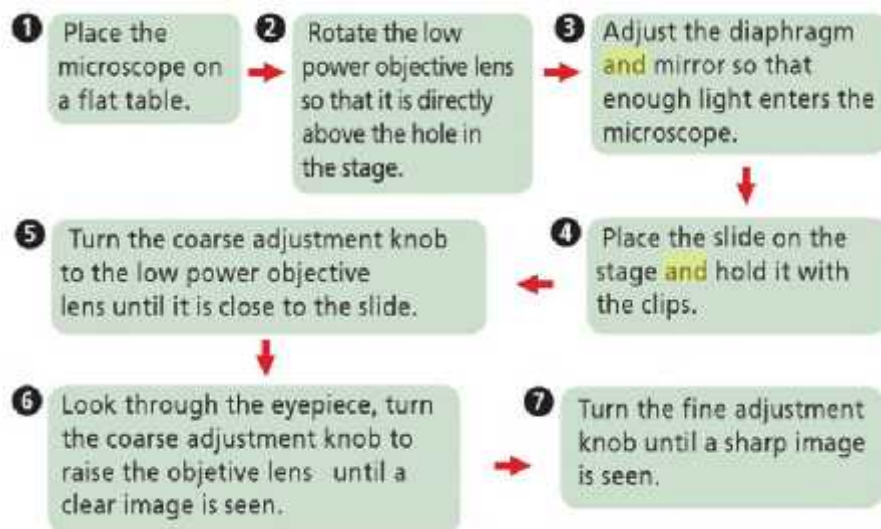 1 Place the
microscope on
a flat table.
2 Rotate the low
power objective lens
so that it is directly
above the hole in
the stage.
3 Adjust the diaphragm
and mirror so that
enough light enters the
microscope.
4 Place the slide on the
stage and hold it with
the clips.
5 Turn the coarse adjustment knob
to the low power objective
lens until it is close to the slide.
6 Look through the eyepiece, turn
the coarse adjustment knob to
raise the objetive lens until a
clear image is seen.
7 Turn the fine adjustment
knob until a sharp image
is seen.